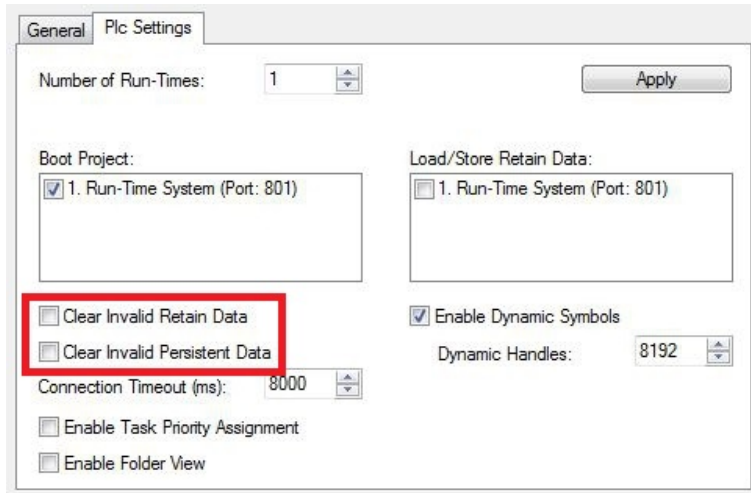 General Plc Settings
Number of Run-Times: 1 Apply
Boot Project: Load/Store Retain Data:
1. Run-Time System (Port: 801) 1. Run-Time System (Port: 801)
Clear Invalid Retain Data Enable Dynamic Symbols
Clear Invalid Persistent Data Dynamic Handles: 8192
Connection Timeout (ms): 8000
Enable Task Priority Assignment
Enable Folder View